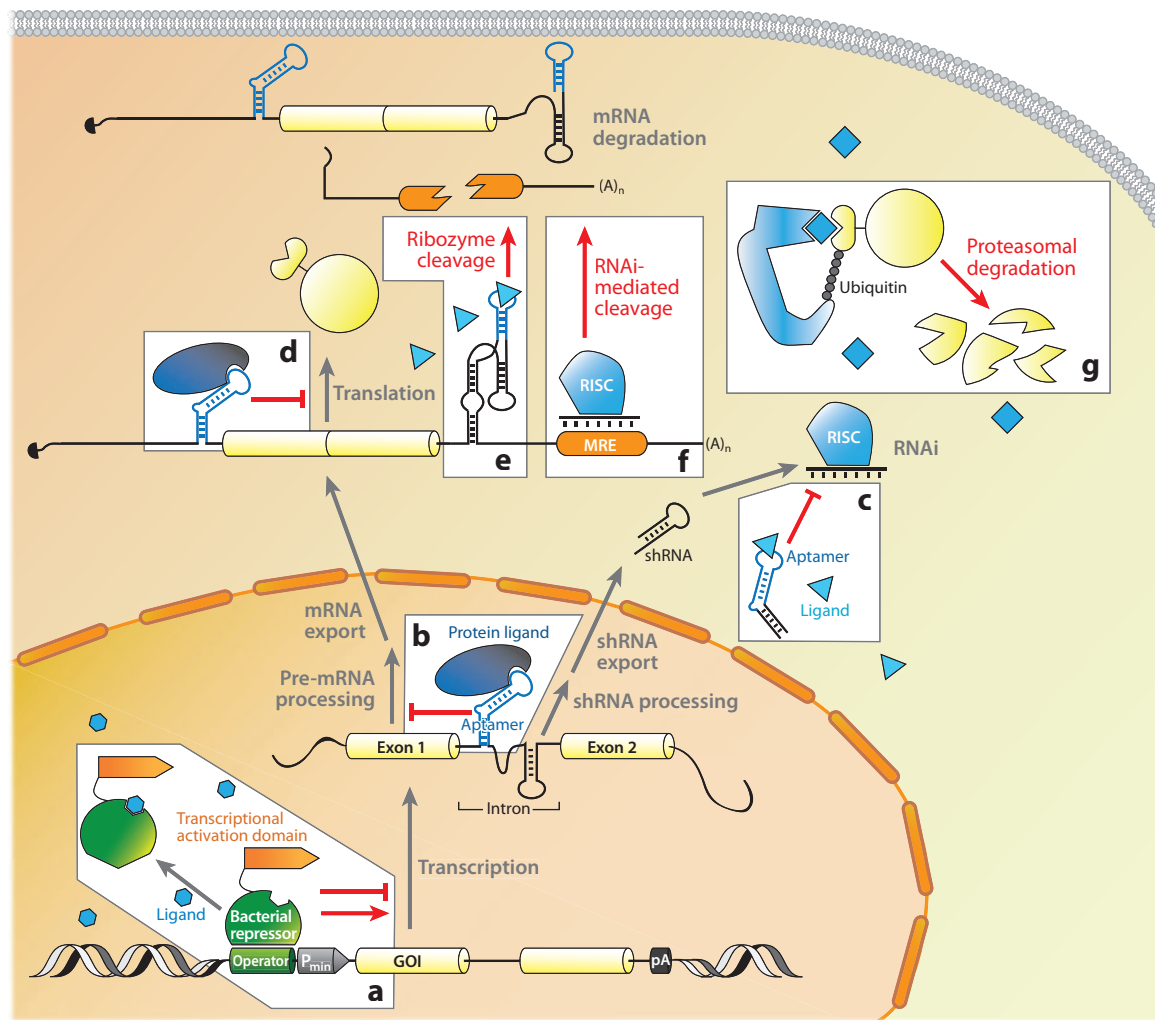 mRNA
degradation
(A)n
Ribozyme
cleavage
RNAi-
mediated
cleavage
Proteasomal
degradation
Ubiquitin
g
d
Translation
RISC
MRE
(A)n
e
f
RISC
RNAi
c
shRNA
Aptamer
Ligand
mRNA
export
b
Protein ligand
Pre-mRNA
processing
Aptamer
shRNA
export
shRNA processing
Exon 1
Exon 2
Intron
Transcriptional
activation domain
Transcription
Ligand
Bacterial
repressor
Operator
Pmin
GOI
pA
a